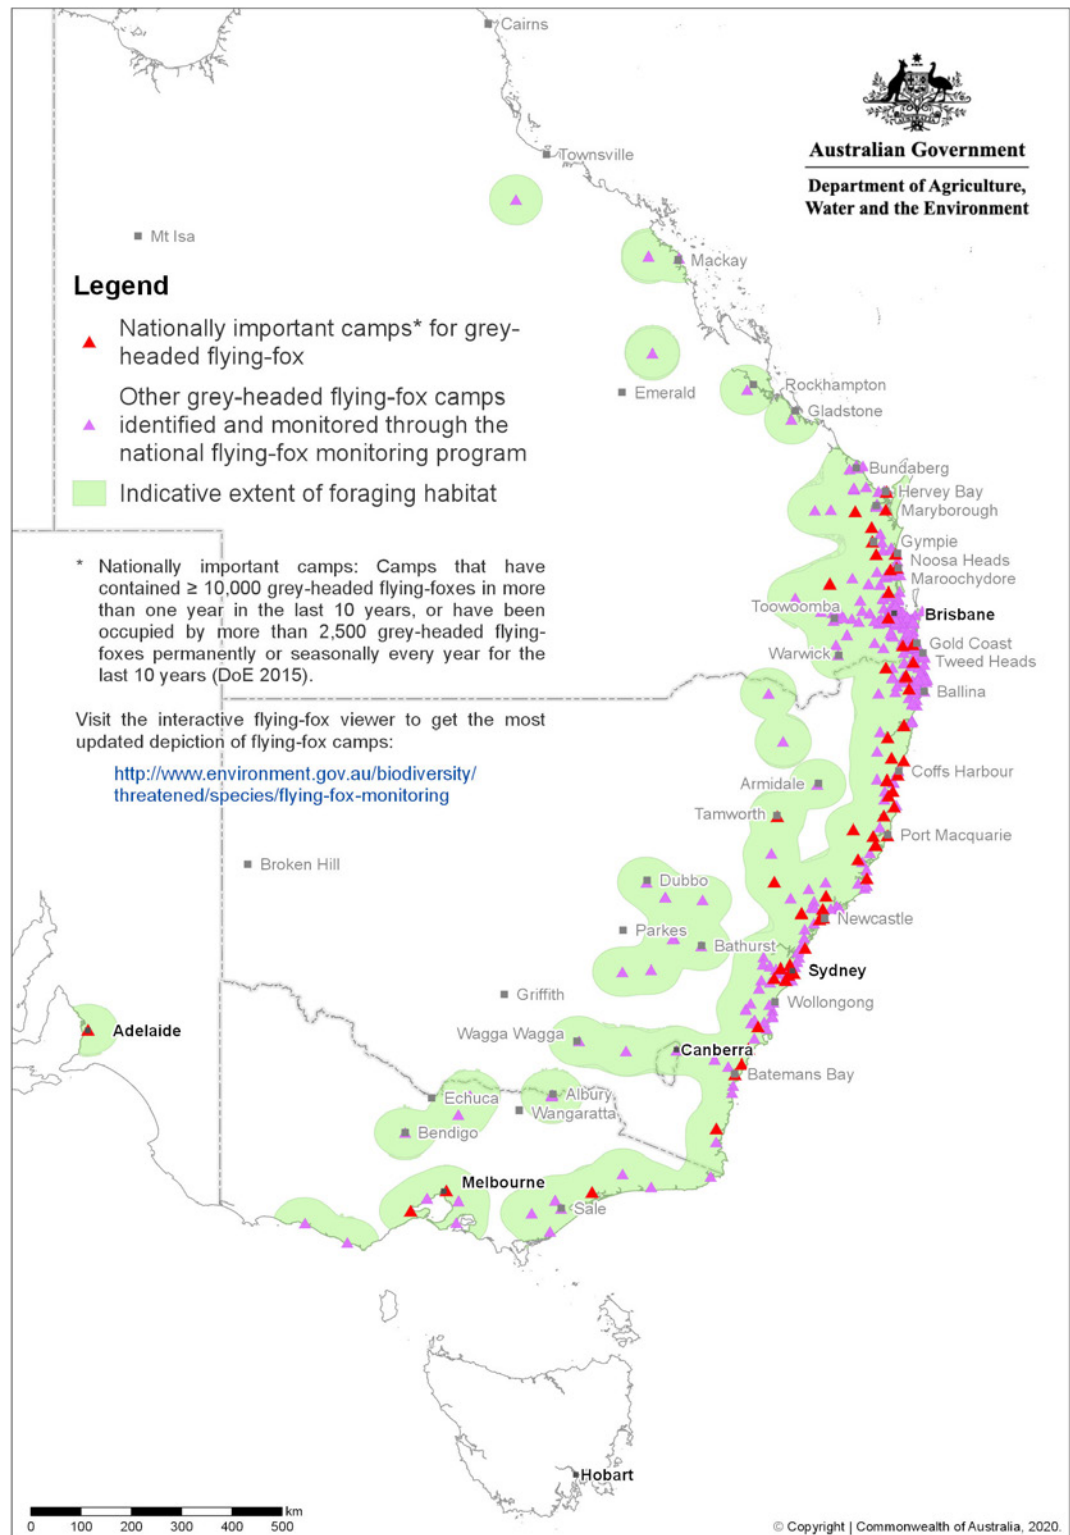 Cairns
Australian Government
Department of Agriculture,
Water and the Environment
Townsville
Mt Isa
Mackay
Legend
Nationally important camps* for grey-
headed flying-fox
Other grey-headed flying-fox camps
identified and monitored through the
national flying-fox monitoring program
Indicative extent of foraging habitat
Emerald
Rockhampton
Gladstone
Bundaberg
Hervey Bay
Maryborough
Gympie
Noosa Heads
Maroochydore
Toowoomba
Brisbane
Warwick
Gold Coast
Tweed Heads
Ballina
* Nationally important camps: Camps that have
contained ≥ 10,000 grey-headed flying-foxes in more
than one year in the last 10 years, or have been
occupied by more than 2,500 grey-headed flying-
foxes permanently or seasonally every year for the
last 10 years (DoE 2015).
Visit the interactive flying-fox viewer to get the most
updated depiction of flying-fox camps:
http://www.environment.gov.au/biodiversity/
threatened/species/flying-fox-monitoring
Armidale
Coffs Harbour
Tamworth
Port Macquarie
Broken Hill
Dubbo
Parkes
Newcastle
Bathurst
Sydney
Griffith
Wollongong
Adelaide
Wagga Wagga
Canberra
Batemans Bay
Echuca
Albury
Wangaratta
Bendigo
Melbourne
Sale
Hobart
km
0 100 200 300 400 500
© Copyright | Commonwealth of Australia, 2020.